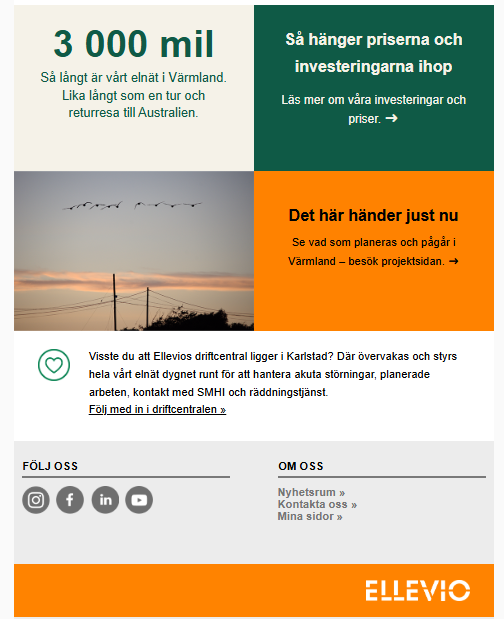 3 000 mil
Så långt är vårt elnät i Värmland.
Lika långt som en tur och
returresa till Australien.
Så hänger priserna och
investeringarna ihop
Läs mer om våra investeringar och
priser. →
Det här händer just nu
Se vad som planeras och pågår i
Värmland – besök projektsidan. →
Visste du att Ellevios driftcentral ligger i Karlstad? Där övervakas och styrs
hela vårt elnät dygnet runt för att hantera akuta störningar, planerade
arbeten, kontakt med SMHI och räddningstjänst.
Följ med in i driftcentralen »
FÖLJ OSS
OM OSS
Nyhetsrum »
Kontakta oss »
Mina sidor »
ELLEVIO